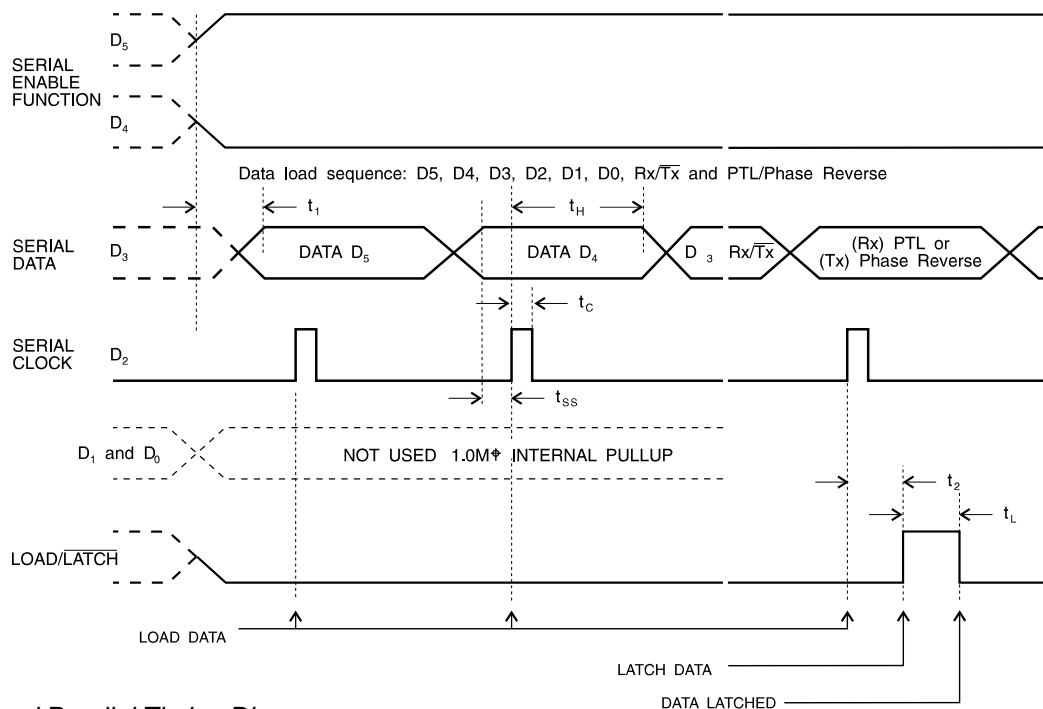 SERIAL
ENABLE
FUNCTION
D5
D4
Data load sequence: D5, D4, D3, D2, D1, D0, Rx/Tx and PTL/Phase Reverse
t1
tH
SERIAL
DATA
D3
DATA D5
DATA D4
D 3
Rx/Tx
(Rx) PTL or
(Tx) Phase Reverse
tC
SERIAL
CLOCK
D2
tSS
D1 and D0
NOT USED 1.0M⌖ INTERNAL PULLUP
t2
tL
LOAD/LATCH
LOAD DATA
LATCH DATA
DATA LATCHED